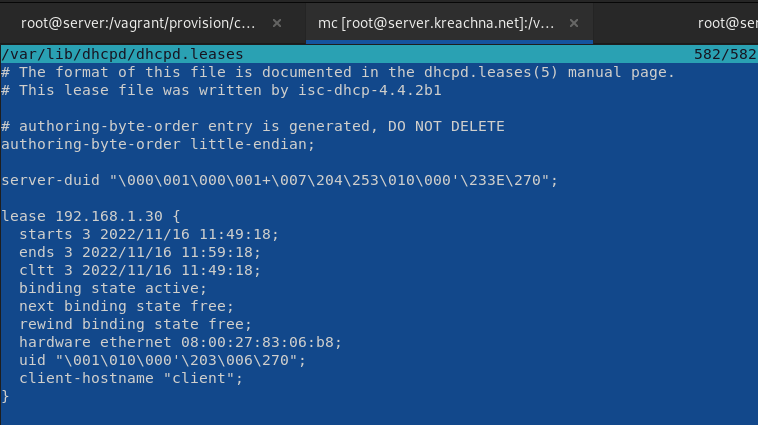 root@server:/vagrant/provision/c... × mc [root@server.kreachna.net]:/v... × root@se
/var/lib/dhcpd/dhcpd.leases 582/582
# The format of this file is documented in the dhcpd.leases(5) manual page.
# This lease file was written by isc-dhcp-4.4.2b1
# authoring-byte-order entry is generated, DO NOT DELETE
authoring-byte-order little-endian;
server-duid "\000\001\000\001+\007\204\253\010\000'\233E\270";
lease 192.168.1.30 {
starts 3 2022/11/16 11:49:18;
ends 3 2022/11/16 11:59:18;
cltt 3 2022/11/16 11:49:18;
binding state active;
next binding state free;
rewind binding state free;
hardware ethernet 08:00:27:83:06:b8;
uid "\001\010\000'\203\006\270";
client-hostname "client";
}